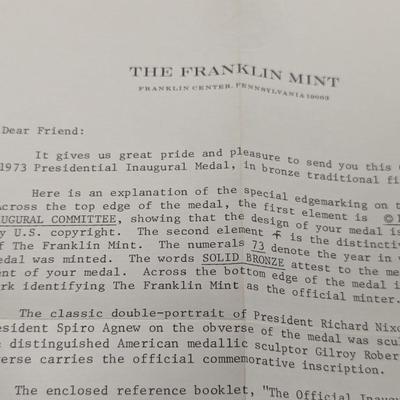 THE FRANKLIN MINT
FRANKLIN CENTER, PENNSYLVANIA 19063
Dear Friend:
It gives us great pride and pleasure to send you this
1973 Presidential Inaugural Medal, in bronze traditional fi
Here is an explanation of the special edgemarking on t
Across the top edge of the medal, the first element is ©
AUGURAL COMMITTEE, showing that the design of your medal is
y U.S. copyright. The second element is the distinctiv
f The Franklin Mint. The numerals 73 denote the year in
edal was minted. The words SOLID BRONZE attest to the me
ent of your medal. Across the bottom edge of the medal i
rk identifying The Franklin Mint as the official minter.
The classic double-portrait of President Richard Nixo
esident Spiro Agnew on the obverse of the medal was scul
e distinguished American medallic sculptor Gilroy Rober
verse carries the official commemorative inscription.
The enclosed reference booklet, "The Official Inau